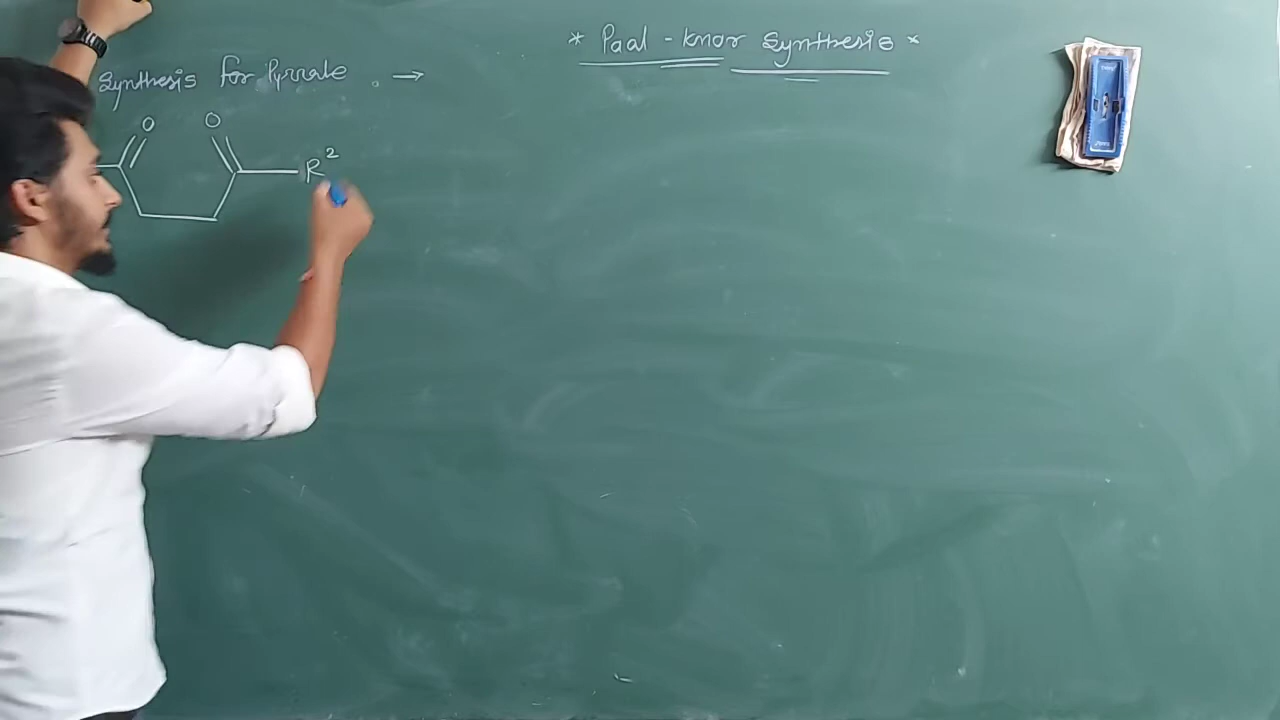 * Paal - Knor Synthesis *
Synthesis for Pyrrole . →
O O
R²